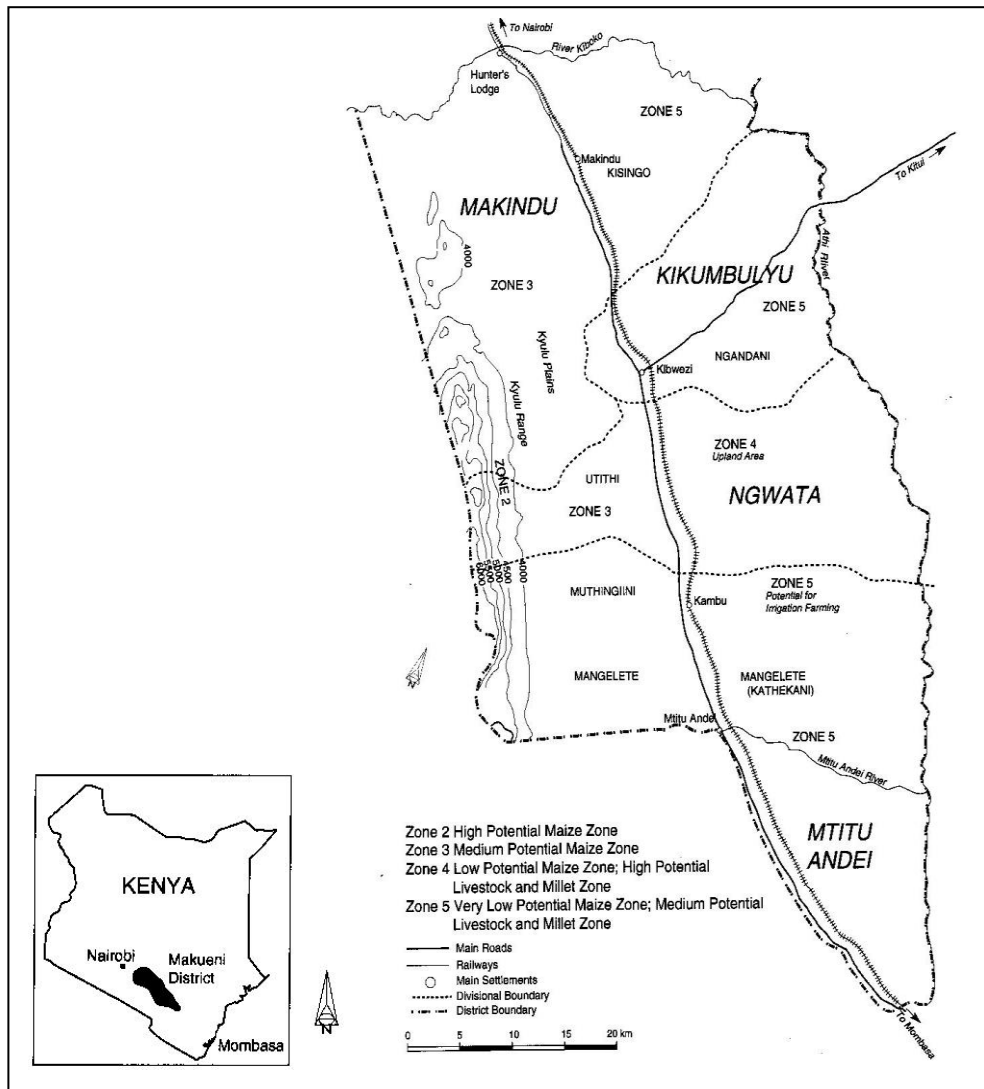 To Nairobi
River Kiboko
Hunter's
Lodge
ZONE 5
Makindu
KISINGO
To Kitui
MAKINDU
4000
Athi River
KIKUMBULYU
ZONE 3
ZONE 5
Kyulu Plains
NGANDANI
Kibwezi
Kyulu Range
ZONE 4
Upland Area
ZONE 2
UTITHI
NGWATA
ZONE 3
6000
5500
5000
4500
4000
MUTHINGIINI
ZONE 5
Potential for
Irrigation Farming
Kambu
MANGELETE
MANGELETE
(KATHEKANI)
Mtitu Andei
ZONE 5
Mtitu Andei River
MTITU
ANDEI
To Mombasa
KENYA
Nairobi
Makueni
District
Mombasa
N
Zone 2 High Potential Maize Zone
Zone 3 Medium Potential Maize Zone
Zone 4 Low Potential Maize Zone; High Potential
Livestock and Millet Zone
Zone 5 Very Low Potential Maize Zone; Medium Potential
Livestock and Millet Zone
Main Roads
Railways
Main Settlements
Divisional Boundary
District Boundary
0 5 10 15 20 km